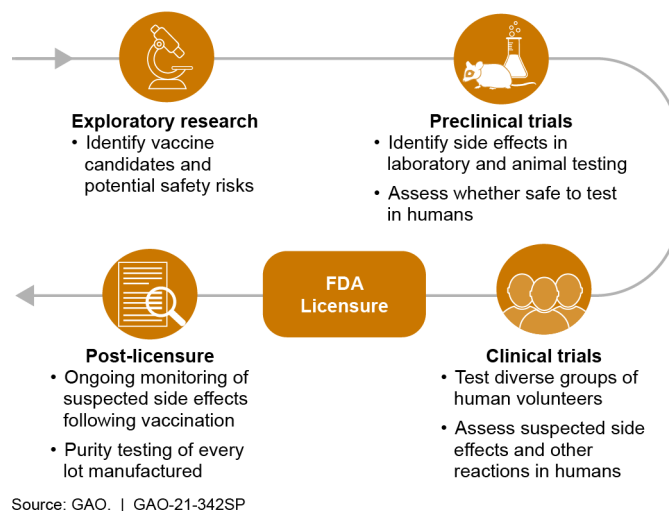 Exploratory research
• Identify vaccine
candidates and
potential safety risks
Preclinical trials
• Identify side effects in
laboratory and animal testing
• Assess whether safe to test
in humans
FDA
Licensure
Clinical trials
• Test diverse groups of
human volunteers
• Assess suspected side
effects and other
reactions in humans
Post-licensure
• Ongoing monitoring of
suspected side effects
following vaccination
• Purity testing of every
lot manufactured
Source: GAO. | GAO-21-342SP